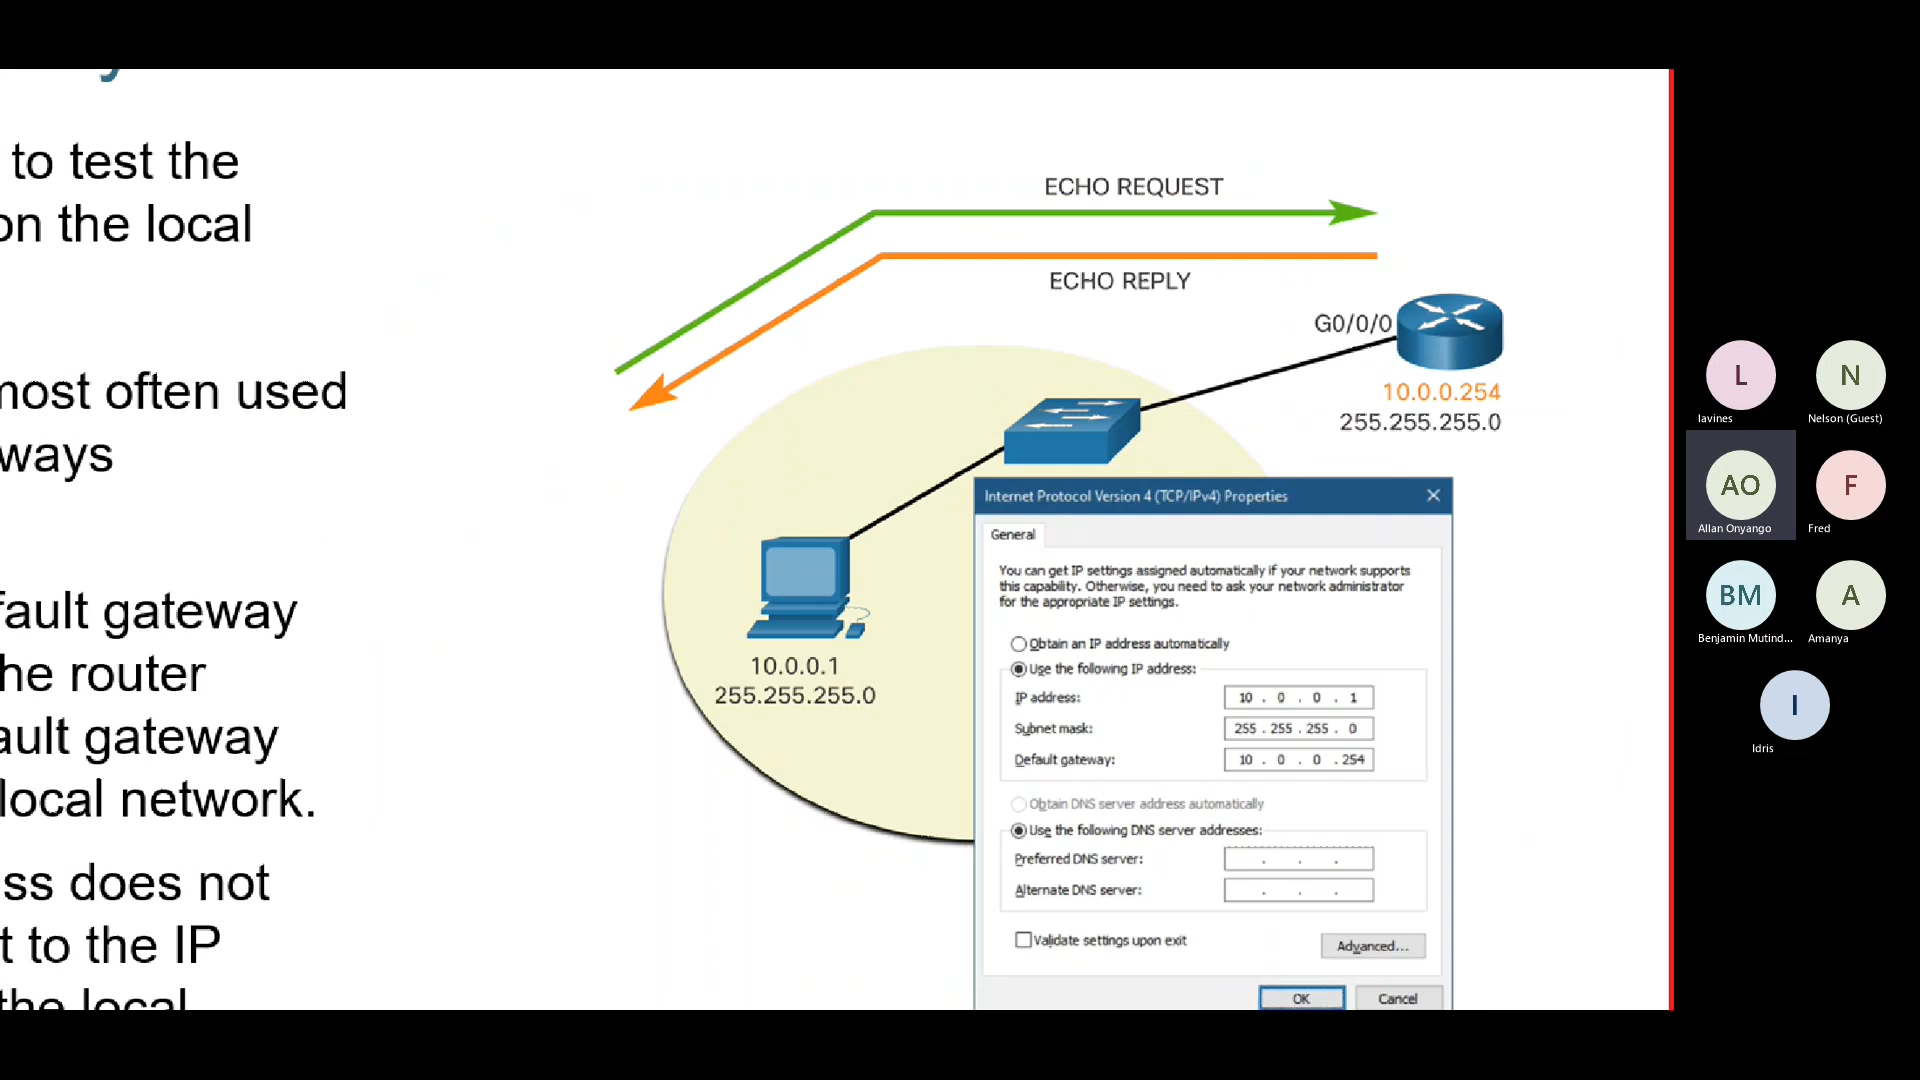 to test the
on the local
most often used
ways
fault gateway
he router
ault gateway
local network.
ss does not
t to the IP
the local
ECHO REQUEST
ECHO REPLY
G0/0/0
10.0.0.254
255.255.255.0
10.0.0.1
255.255.255.0
Internet Protocol Version 4 (TCP/IPv4) Properties
General
You can get IP settings assigned automatically if your network supports
this capability. Otherwise, you need to ask your network administrator
for the appropriate IP settings.
Obtain an IP address automatically
Use the following IP address:
IP address: 10 . 0 . 0 . 1
Subnet mask: 255 . 255 . 255 . 0
Default gateway: 10 . 0 . 0 . 254
Obtain DNS server address automatically
Use the following DNS server addresses:
Preferred DNS server: . . .
Alternate DNS server: . . .
Validate settings upon exit
Advanced...
OK Cancel
L N
lavines Nelson (Guest)
AO F
Allan Onyango Fred
BM A
Benjamin Mutind... Amanya
I
Idris